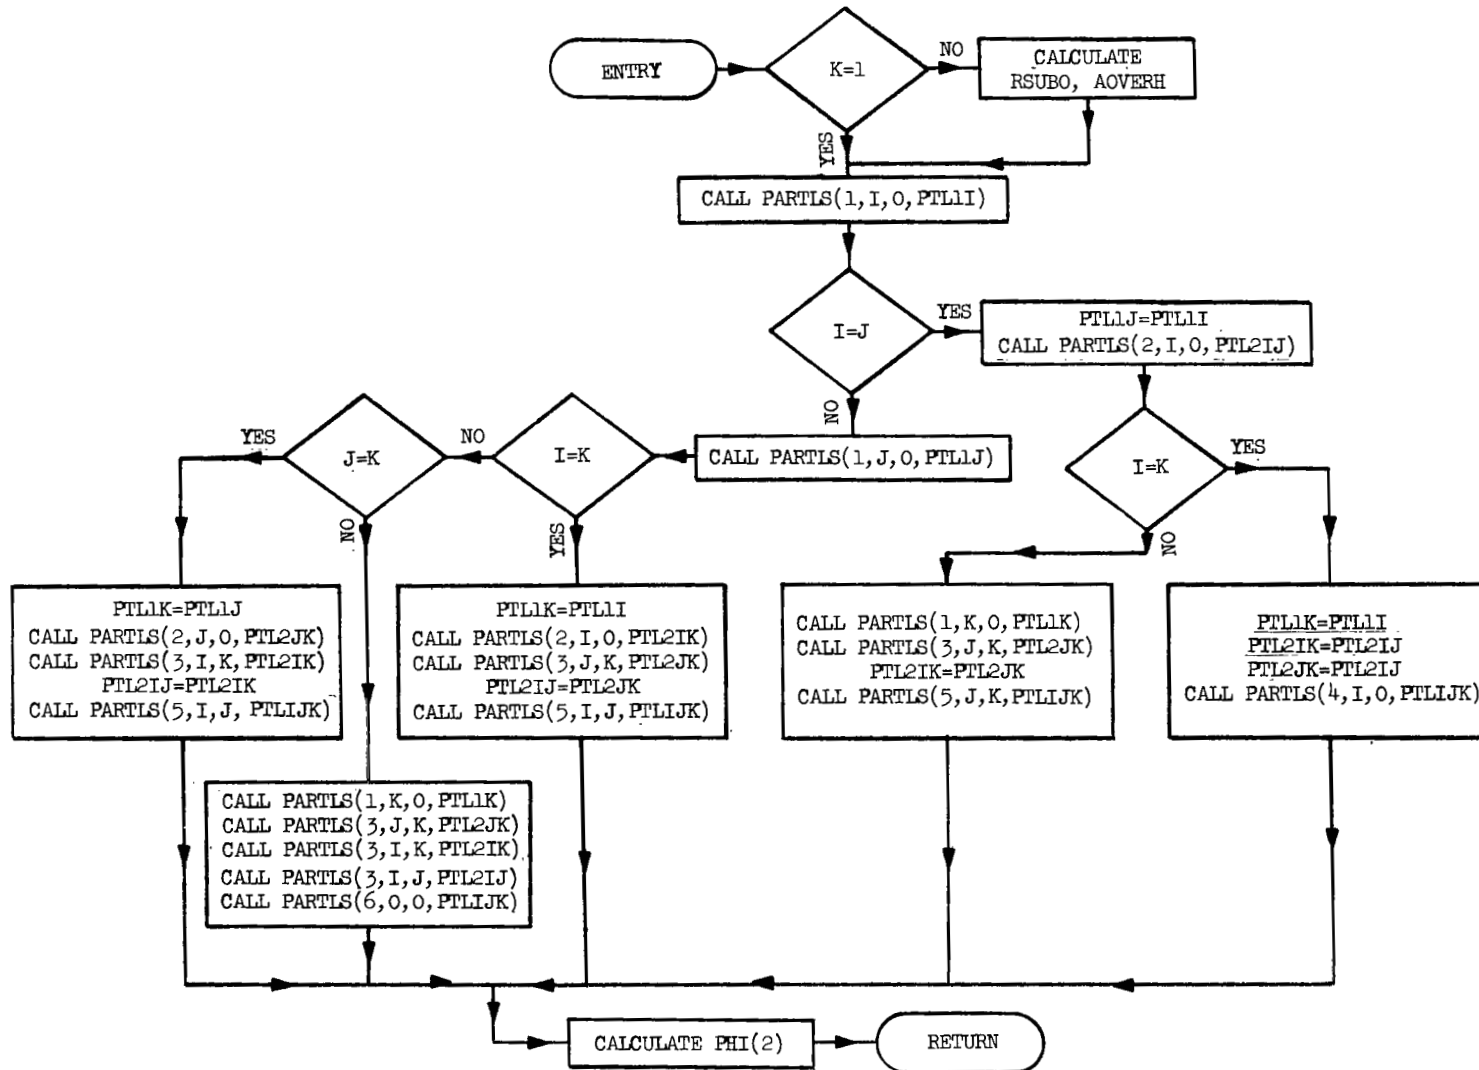 ENTRY
K=1
NO
CALCULATE
RSUBO, AOVERH
YES
CALL PARTLS(1,I,0,PTL1I)
I=J
YES
PTL1J=PTL1I
CALL PARTLS(2,I,0,PTL2IJ)
NO
CALL PARTLS(1,J,0,PTL1J)
I=K
NO
J=K
YES
NO
YES
I=K
YES
NO
PTL1K=PTL1J
CALL PARTLS(2,J,0,PTL2JK)
CALL PARTLS(3,I,K,PTL2IK)
PTL2IJ=PTL2IK
CALL PARTLS(5,I,J, PTLIJK)
PTL1K=PTL1I
CALL PARTLS(2,I,0,PTL2IK)
CALL PARTLS(3,J,K,PTL2JK)
PTL2IJ=PTL2JK
CALL PARTLS(5,I,J,PTLIJK)
CALL PARTLS(1,K,0,PTL1K)
CALL PARTLS(3,J,K,PTL2JK)
PTL2IK=PTL2JK
CALL PARTLS(5,J,K,PTLIJK)
PTL1K=PTL1I
PTL2IK=PTL2IJ
PTL2JK=PTL2IJ
CALL PARTLS(4,I,0,PTLIJK)
CALL PARTLS(1,K,0,PTL1K)
CALL PARTLS(3,J,K,PTL2JK)
CALL PARTLS(3,I,K,PTL2IK)
CALL PARTLS(3,I,J,PTL2IJ)
CALL PARTLS(6,0,0,PTLIJK)
CALCULATE PHI(2)
RETURN